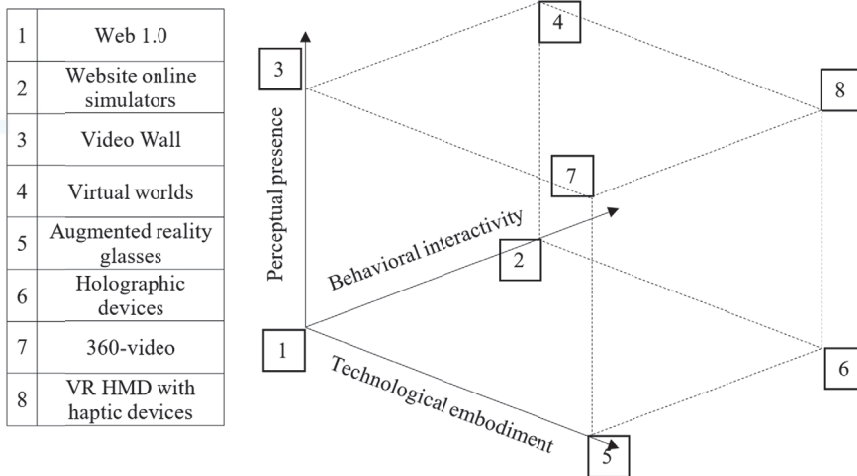 1 Web 1.0
2 Website online
simulators
3 Video Wall
4 Virtual worlds
5 Augmented reality
glasses
6 Holographic
devices
7 360-video
8 VR HMD with
haptic devices
Perceptual presence
Behavioral interactivity
Technological embodiment
4
3
8
7
2
1
6
5